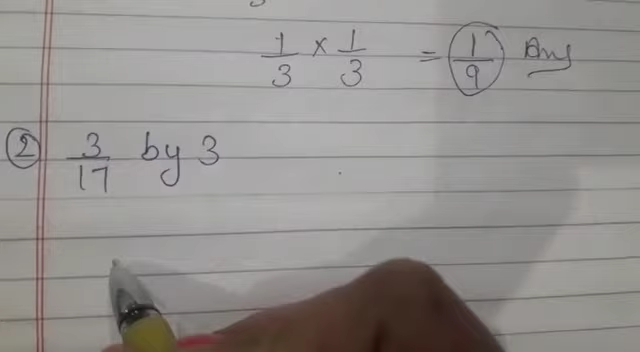 1/3 × 1/3 = 1/9 Ans
② 3/17 by 3